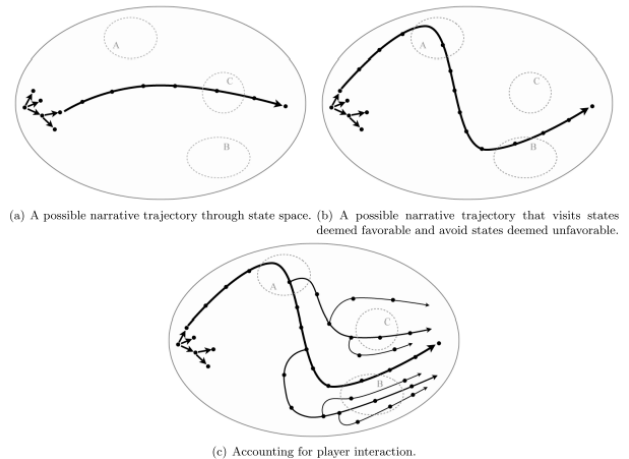 A
C
B
A
C
B
(a) A possible narrative trajectory through state space.
(b) A possible narrative trajectory that visits states
deemed favorable and avoid states deemed unfavorable.
A
C
B
(c) Accounting for player interaction.